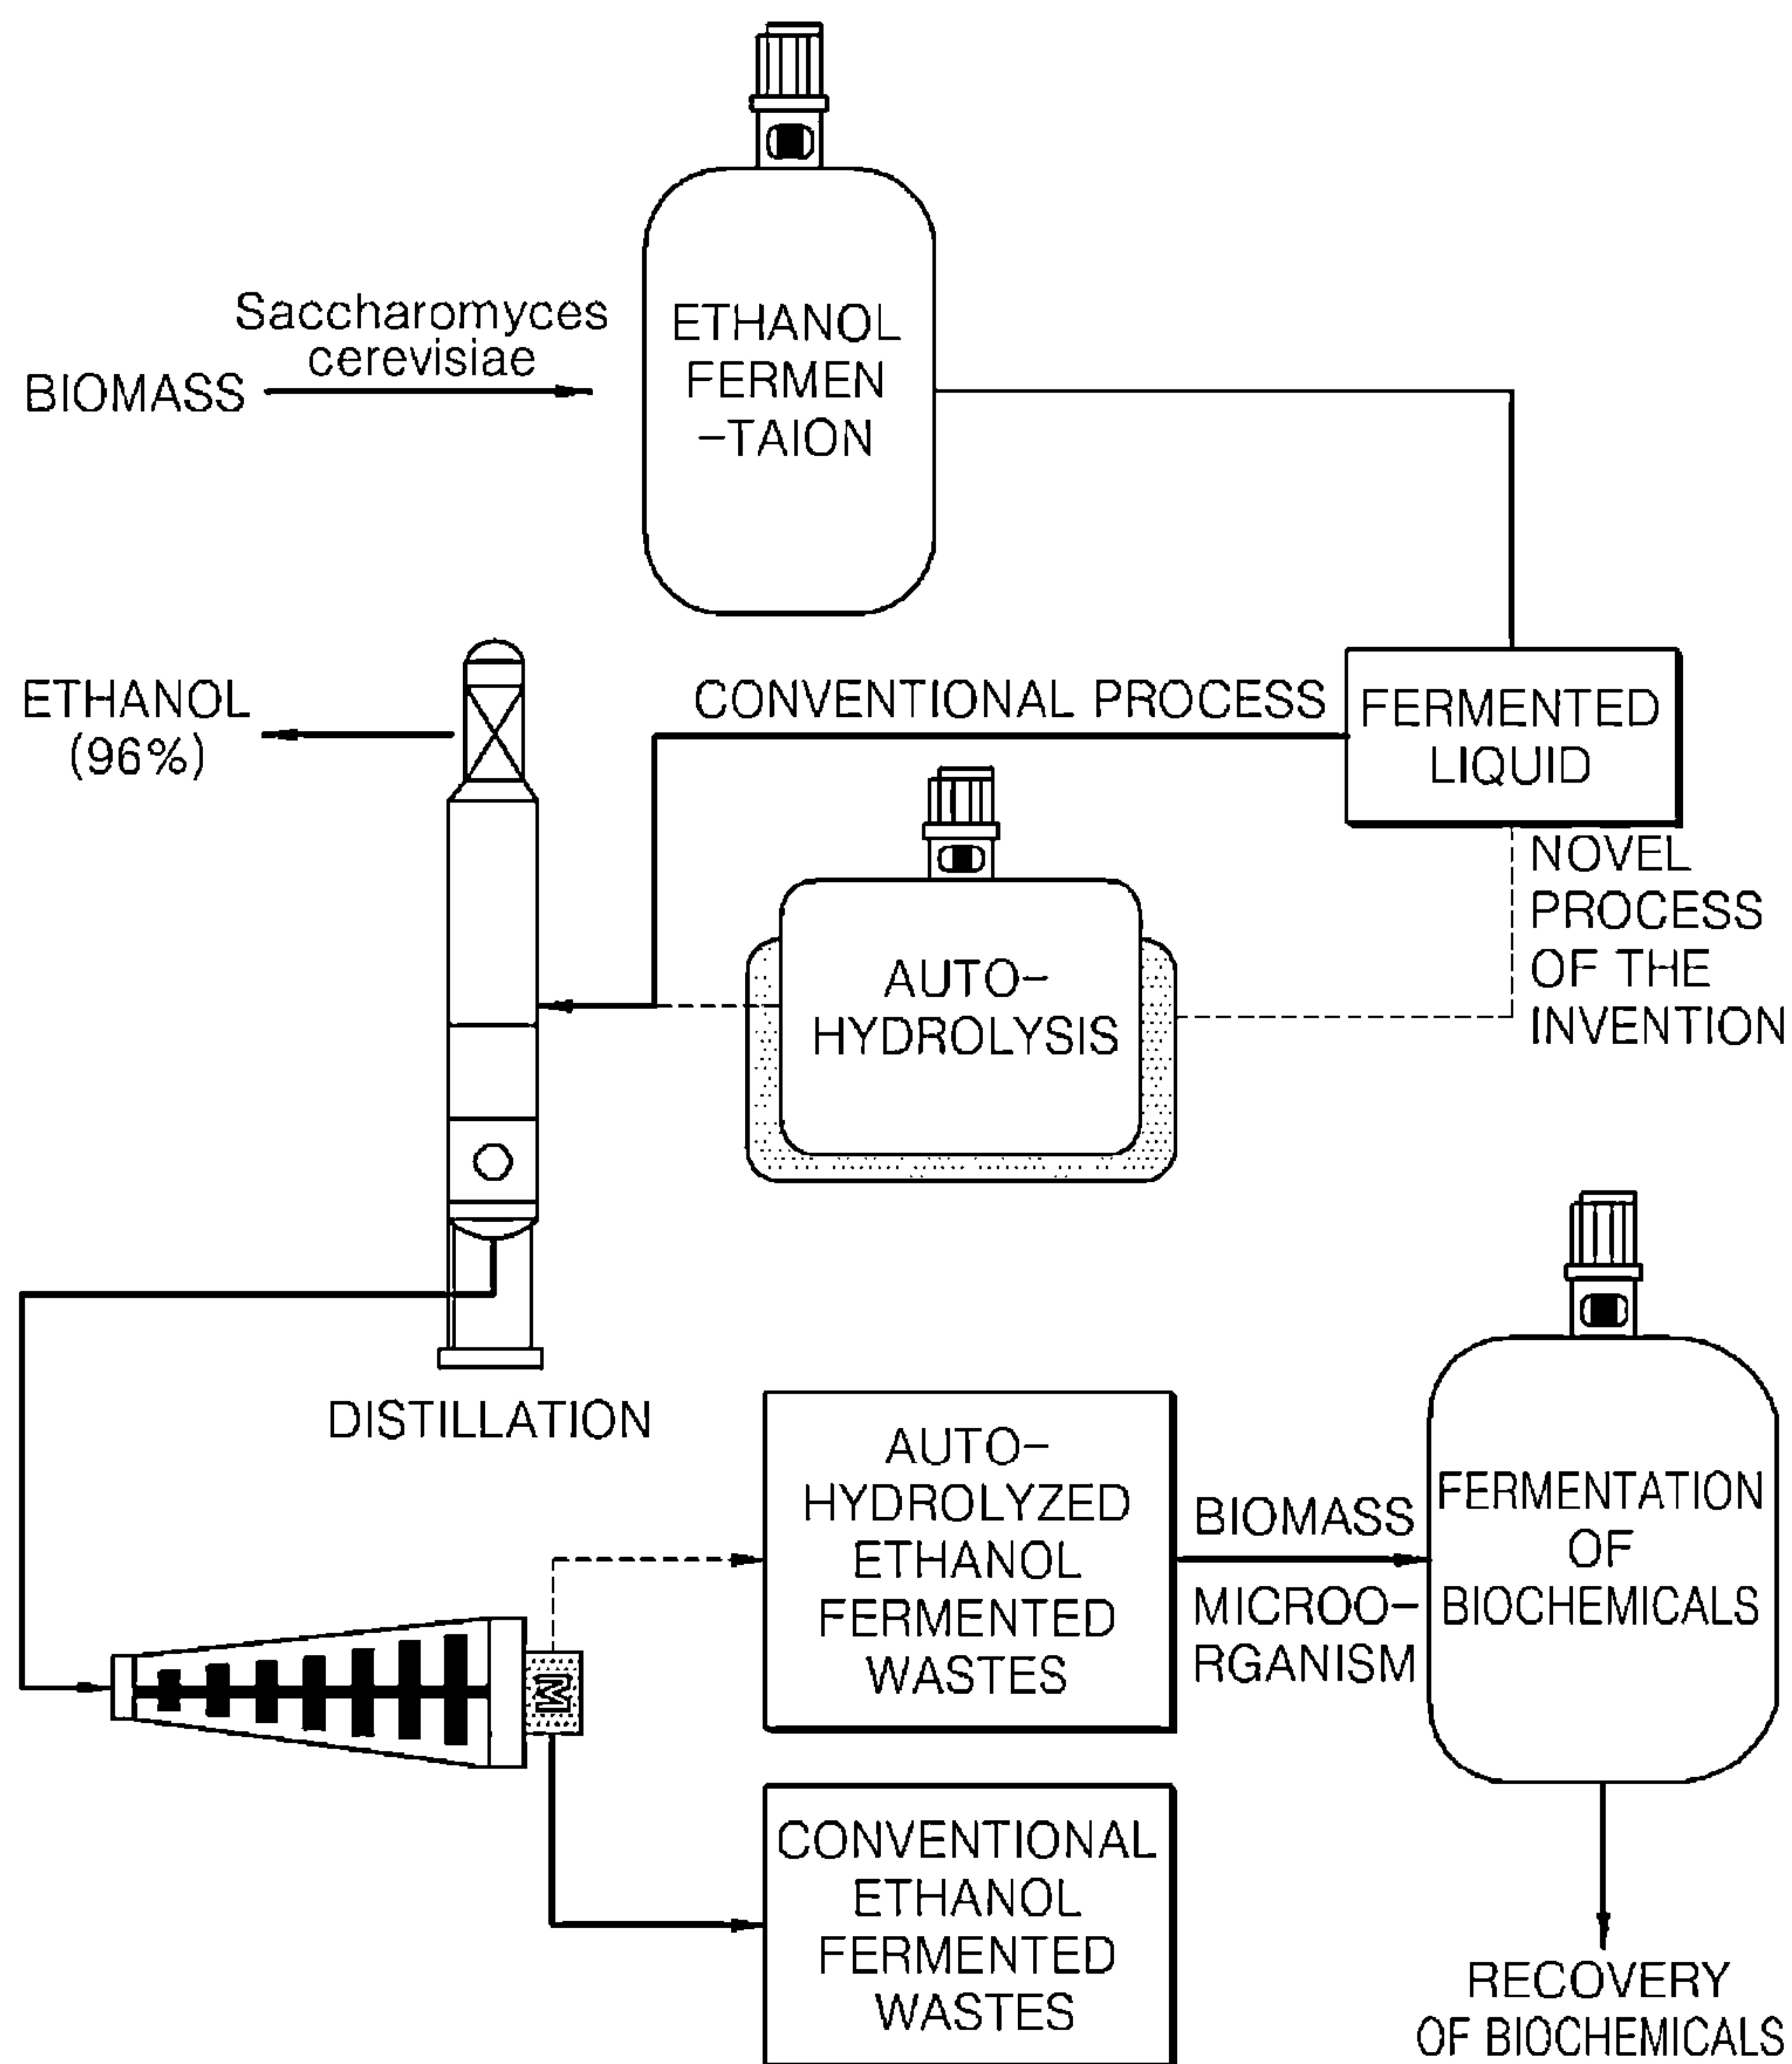 Saccharomyces
cerevisiae
BIOMASS
ETHANOL
FERMEN
-TAION
ETHANOL
(96%)
CONVENTIONAL PROCESS
FERMENTED
LIQUID
NOVEL
PROCESS
OF THE
INVENTION
AUTO-
HYDROLYSIS
DISTILLATION
AUTO-
HYDROLYZED
ETHANOL
FERMENTED
WASTES
BIOMASS
MICROO-
RGANISM
FERMENTATION
OF
BIOCHEMICALS
M
CONVENTIONAL
ETHANOL
FERMENTED
WASTES
RECOVERY
OF BIOCHEMICALS